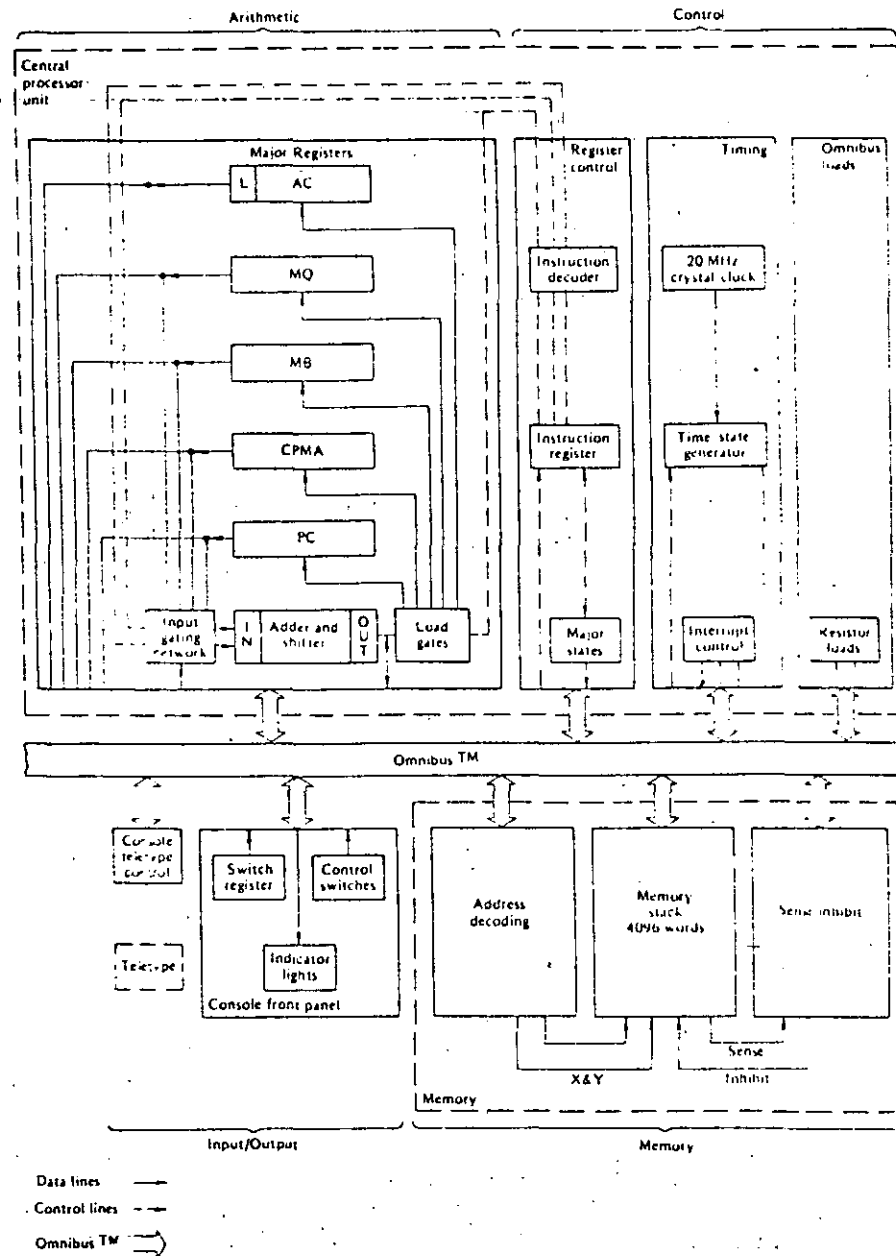 Arithmetic
Control
Central
processor
unit
Major Registers
Register
control
Timing
Omnibus
loads
L
AC
MQ
Instruction
decoder
20 MHz
crystal clock
MB
CPMA
Instruction
register
Time state
generator
PC
Input
gating
network
IN
Adder and
shifter
OUT
Load
gates
Major
states
Interrupt
control
Resistor
loads
Omnibus TM
Console
teletype
control
Switch
register
Control
switches
Indicator
lights
Console front panel
Teletype
Address
decoding
Memory
stack
4096 words
Sense inhibit
Sense
Inhibit
X&Y
Memory
Input/Output
Memory
Data lines
Control lines
Omnibus TM